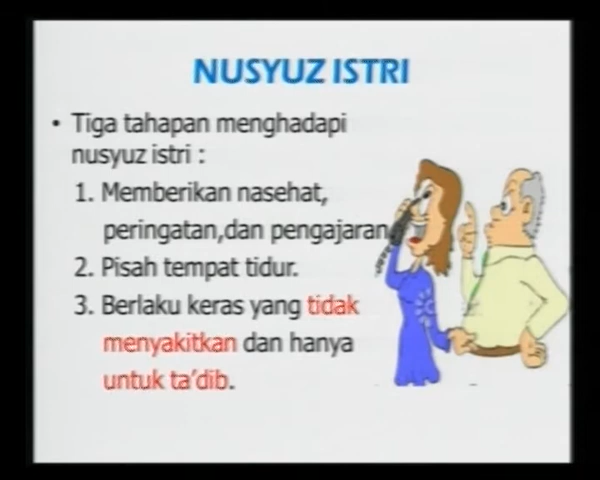 NUSYUZ ISTRI
• Tiga tahapan menghadapi
nusyuz istri :
1. Memberikan nasehat,
peringatan,dan pengajaran
2. Pisah tempat tidur.
3. Berlaku keras yang tidak
menyakitkan dan hanya
untuk ta'dib.